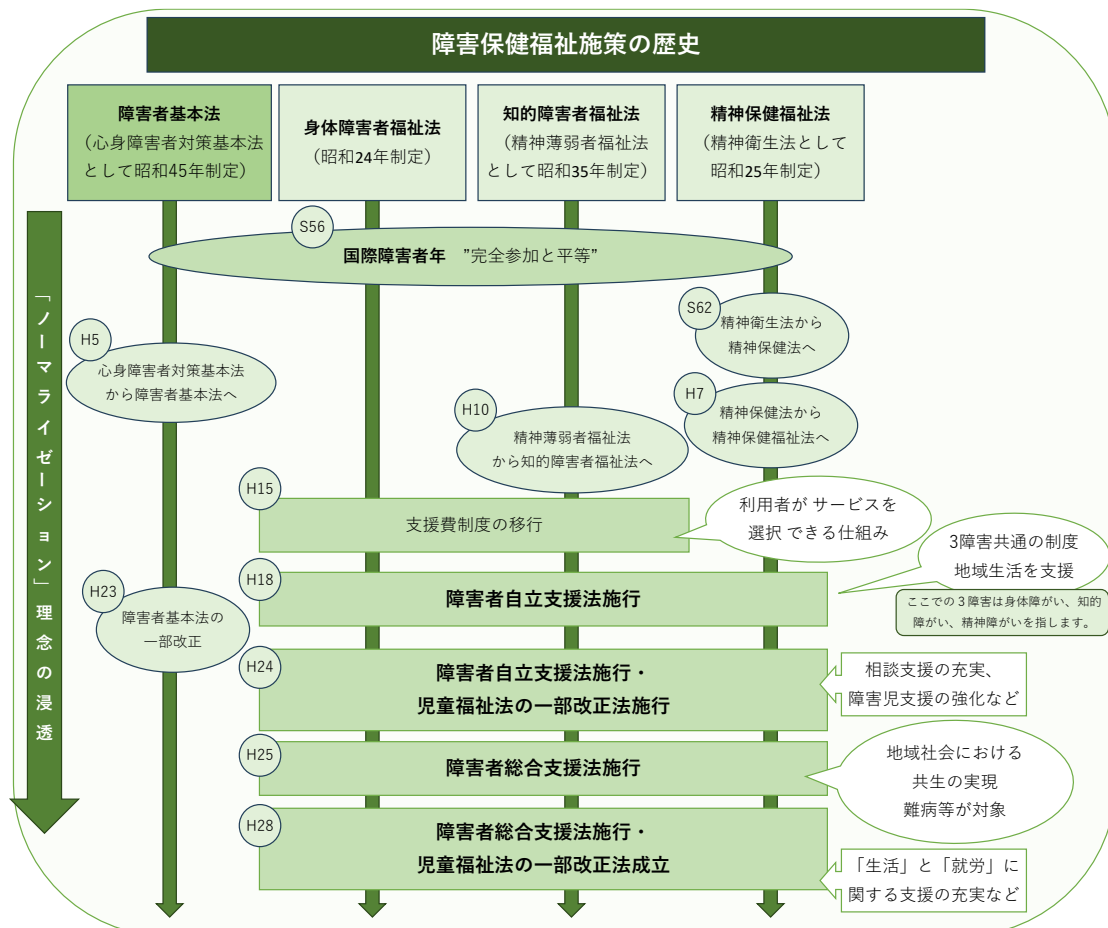 障害保健福祉施策の歴史
障害者基本法
（心身障害者対策基本法
として昭和45年制定）
身体障害者福祉法
（昭和24年制定）
知的障害者福祉法
（精神薄弱者福祉法
として昭和35年制定）
精神保健福祉法
（精神衛生法として
昭和25年制定）
「ノーマライゼーション」理念の浸透
S56
国際障害者年　”完全参加と平等”
S62
精神衛生法から
精神保健法へ
H5
心身障害者対策基本法
から障害者基本法へ
H7
精神保健法から
精神保健福祉法へ
H10
精神薄弱者福祉法
から知的障害者福祉法へ
H15
支援費制度の移行
利用者が サービスを
選択 できる仕組み
H18
障害者自立支援法施行
3障害共通の制度
地域生活を支援
ここでの３障害は身体障がい、知的
障がい、精神障がいを指します。
H23
障害者基本法の
一部改正
H24
障害者自立支援法施行・
児童福祉法の一部改正法施行
相談支援の充実、
障害児支援の強化など
H25
障害者総合支援法施行
地域社会における
共生の実現
難病等が対象
H28
障害者総合支援法施行・
児童福祉法の一部改正法成立
「生活」と「就労」に
関する支援の充実など